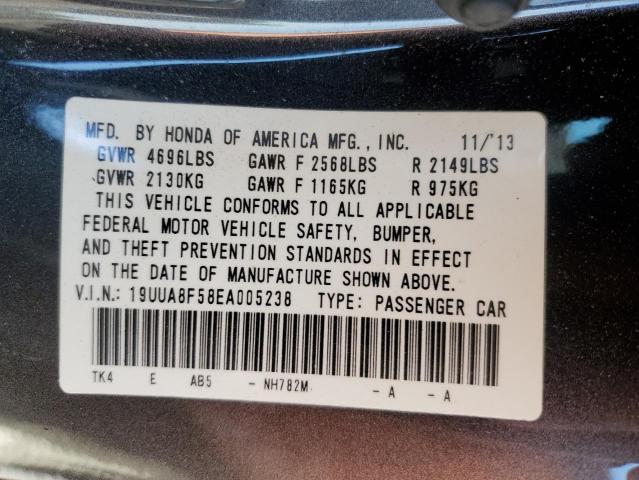 MFD. BY HONDA OF AMERICA MFG., INC. 11/'13
GVWR 4696LBS GAWR F 2568LBS R 2149LBS
GVWR 2130KG GAWR F 1165KG R 975KG
THIS VEHICLE CONFORMS TO ALL APPLICABLE
FEDERAL MOTOR VEHICLE SAFETY, BUMPER,
AND THEFT PREVENTION STANDARDS IN EFFECT
ON THE DATE OF MANUFACTURE SHOWN ABOVE.
V.I.N.: 19UUA8F58EA005238 TYPE: PASSENGER CAR
TK4 E AB5 - NH782M - A - A